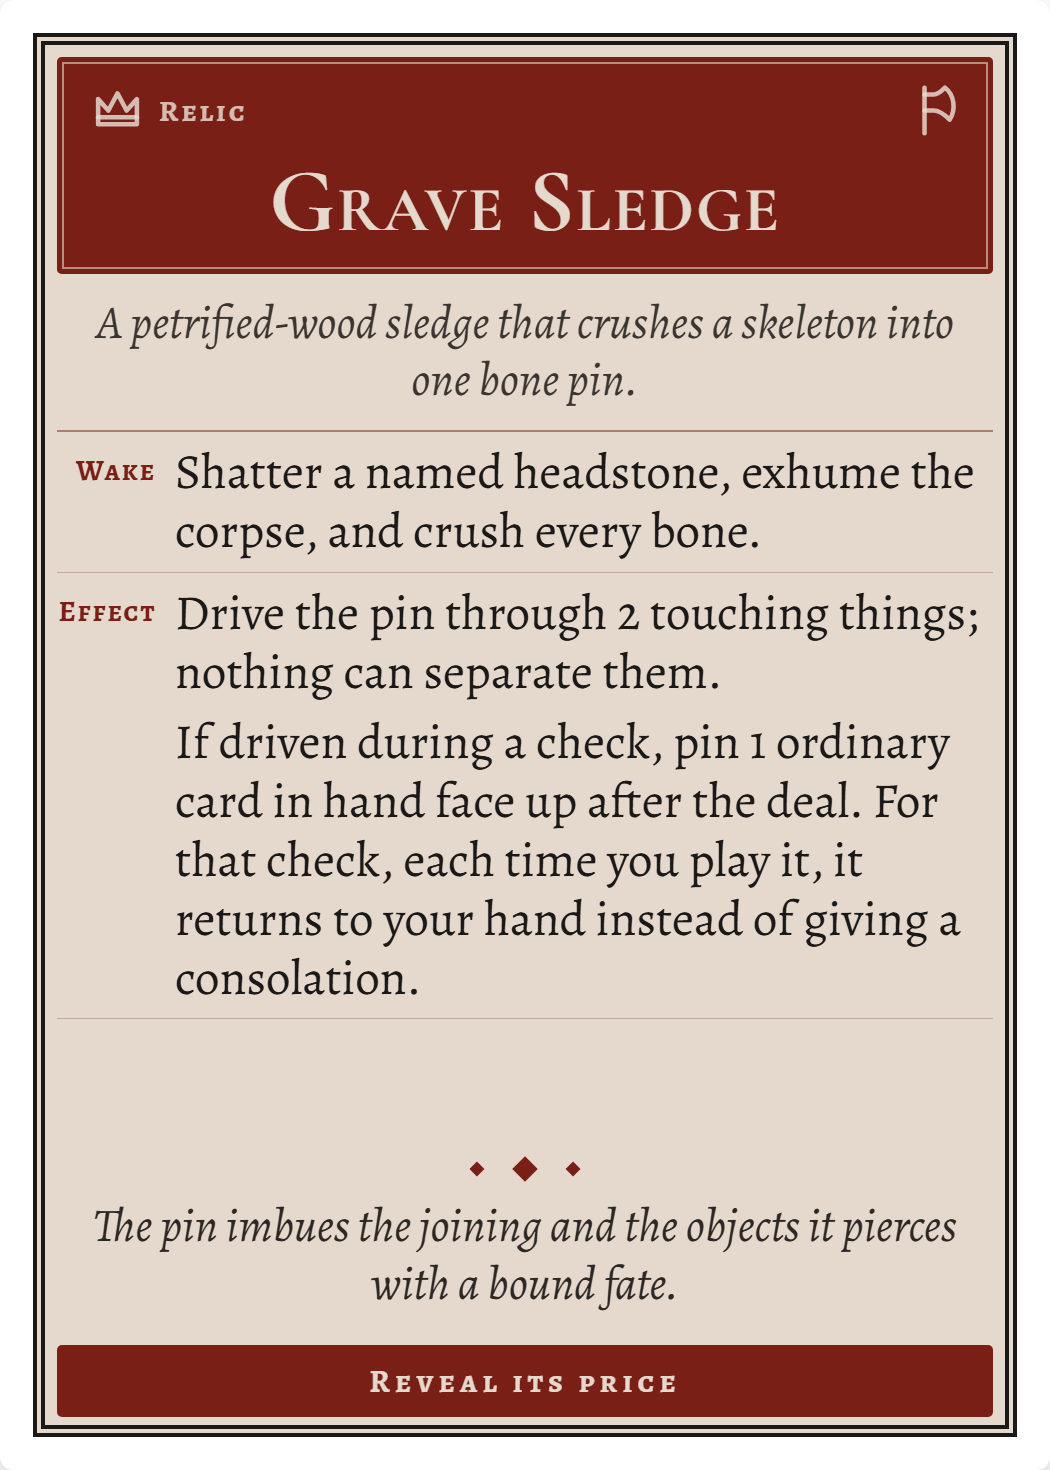 Relic
Grave Sledge
A petrified-wood sledge that crushes a skeleton into
one bone pin.
Wake
Shatter a named headstone, exhume the
corpse, and crush every bone.
Effect
Drive the pin through 2 touching things;
nothing can separate them.
If driven during a check, pin 1 ordinary
card in hand face up after the deal. For
that check, each time you play it, it
returns to your hand instead of giving a
consolation.
The pin imbues the joining and the objects it pierces
with a bound fate.
Reveal its price